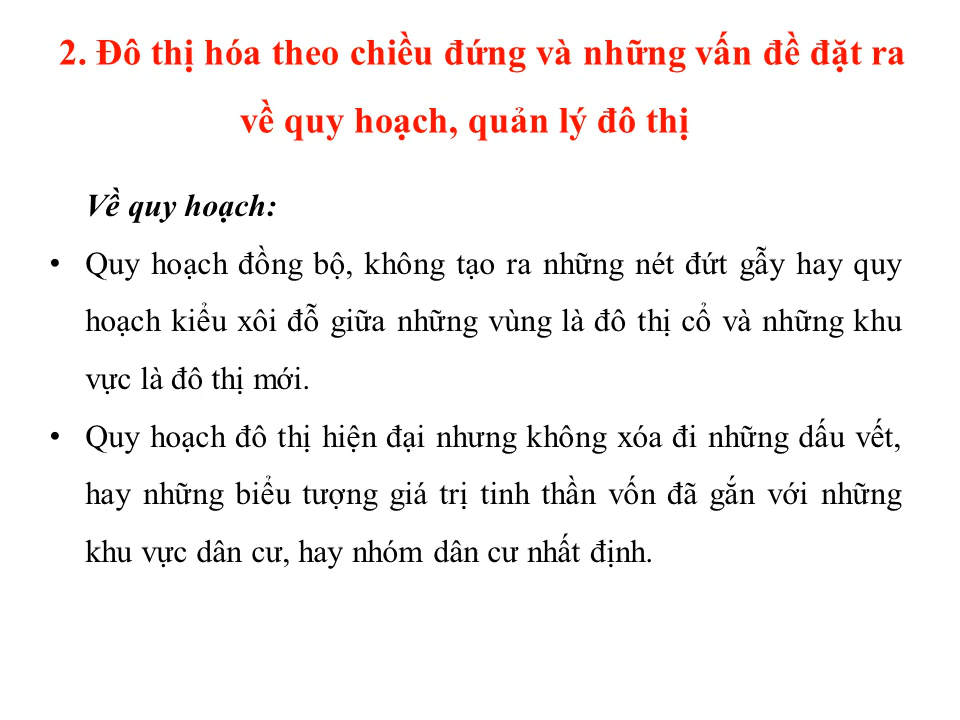 2. Đô thị hóa theo chiều đứng và những vấn đề đặt ra
về quy hoạch, quản lý đô thị
Về quy hoạch:
• Quy hoạch đồng bộ, không tạo ra những nét đứt gẫy hay quy
hoạch kiểu xôi đỗ giữa những vùng là đô thị cổ và những khu
vực là đô thị mới.
• Quy hoạch đô thị hiện đại nhưng không xóa đi những dấu vết,
hay những biểu tượng giá trị tinh thần vốn đã gắn với những
khu vực dân cư, hay nhóm dân cư nhất định.